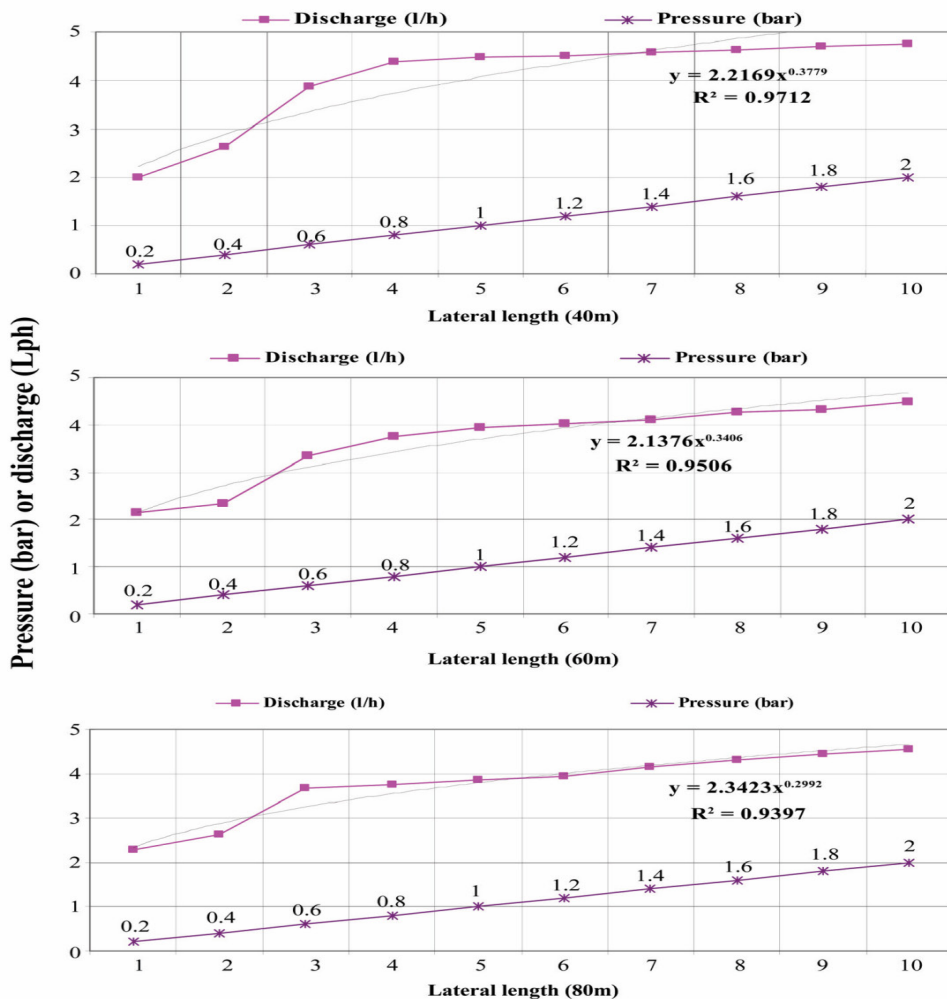 Pressure (bar) or discharge (Lph)
Discharge (l/h) Pressure (bar)
5
4
3
2
1
0
y = 2.2169x^0.3779
R² = 0.9712
0.2 0.4 0.6 0.8 1 1.2 1.4 1.6 1.8 2
1 2 3 4 5 6 7 8 9 10
Lateral length (40m)
Discharge (l/h) Pressure (bar)
5
4
3
2
1
0
y = 2.1376x^0.3406
R² = 0.9506
0.2 0.4 0.6 0.8 1 1.2 1.4 1.6 1.8 2
1 2 3 4 5 6 7 8 9 10
Lateral length (60m)
Discharge (l/h) Pressure (bar)
5
4
3
2
1
0
y = 2.3423x^0.2992
R² = 0.9397
0.2 0.4 0.6 0.8 1 1.2 1.4 1.6 1.8 2
1 2 3 4 5 6 7 8 9 10
Lateral length (80m)